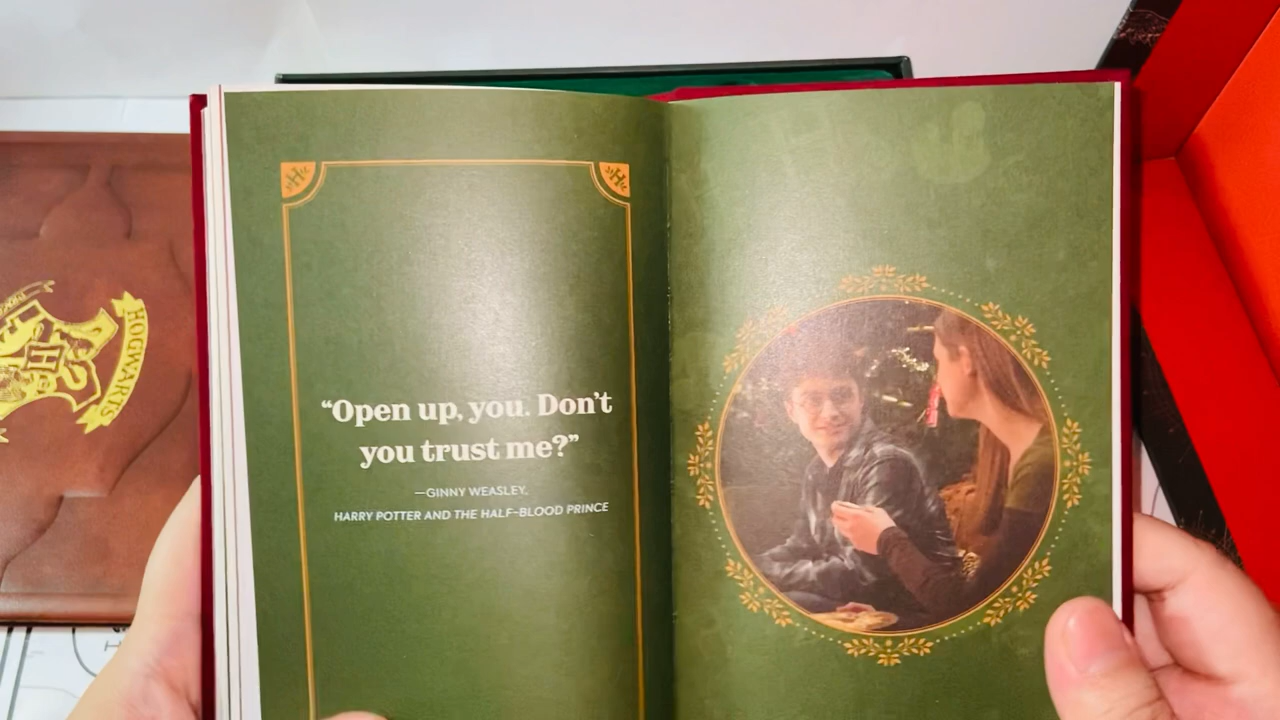 “Open up, you. Don’t
you trust me?”
—GINNY WEASLEY,
HARRY POTTER AND THE HALF-BLOOD PRINCE
H
H
HOGWARTS
H